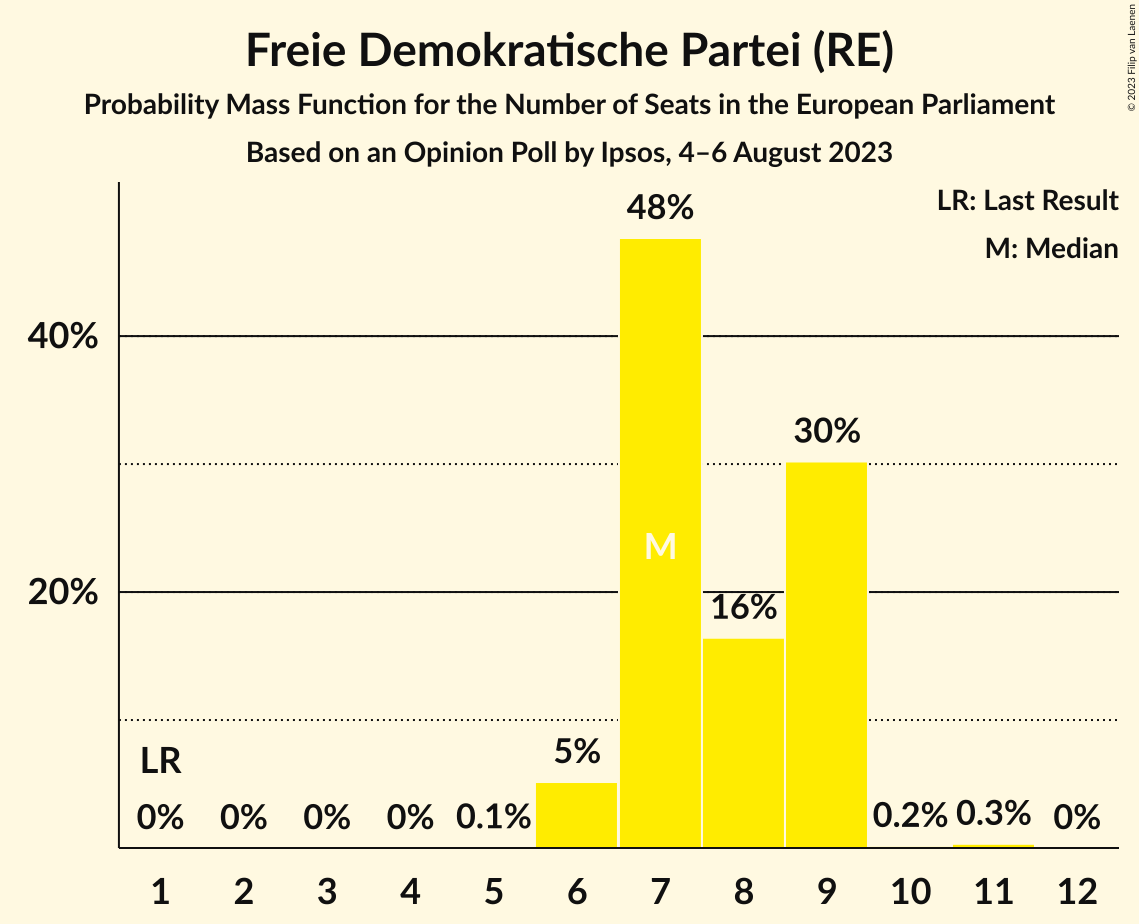 Freie Demokratische Partei (RE)
Probability Mass Function for the Number of Seats in the European Parliament
Based on an Opinion Poll by Ipsos, 4–6 August 2023
© 2023 Filip van Laenen
LR: Last Result
M: Median
48%
40%
30%
M
20%
16%
LR
5%
0% 0% 0% 0% 0.1% 0.2% 0.3% 0%
1 2 3 4 5 6 7 8 9 10 11 12